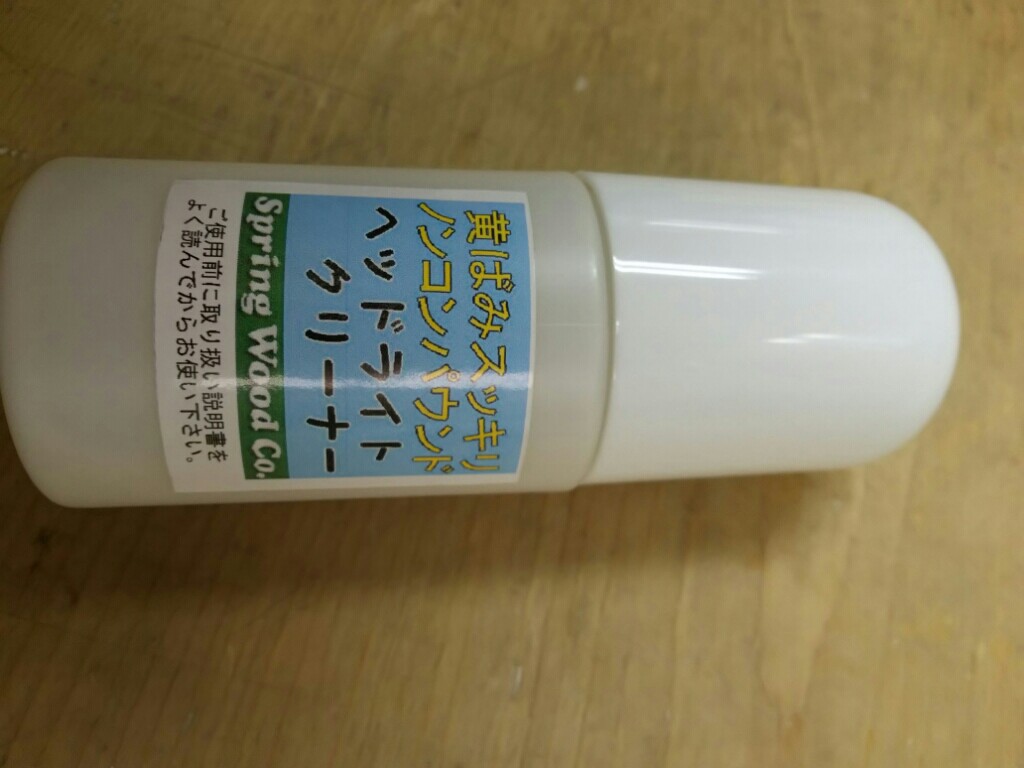 黄ばみスッキリ
ノンコンパウンド
ヘッドライト
クリーナー
Spring Wood Co.
ご使用前に取り扱い説明書を
よく読んでからお使い下さい。